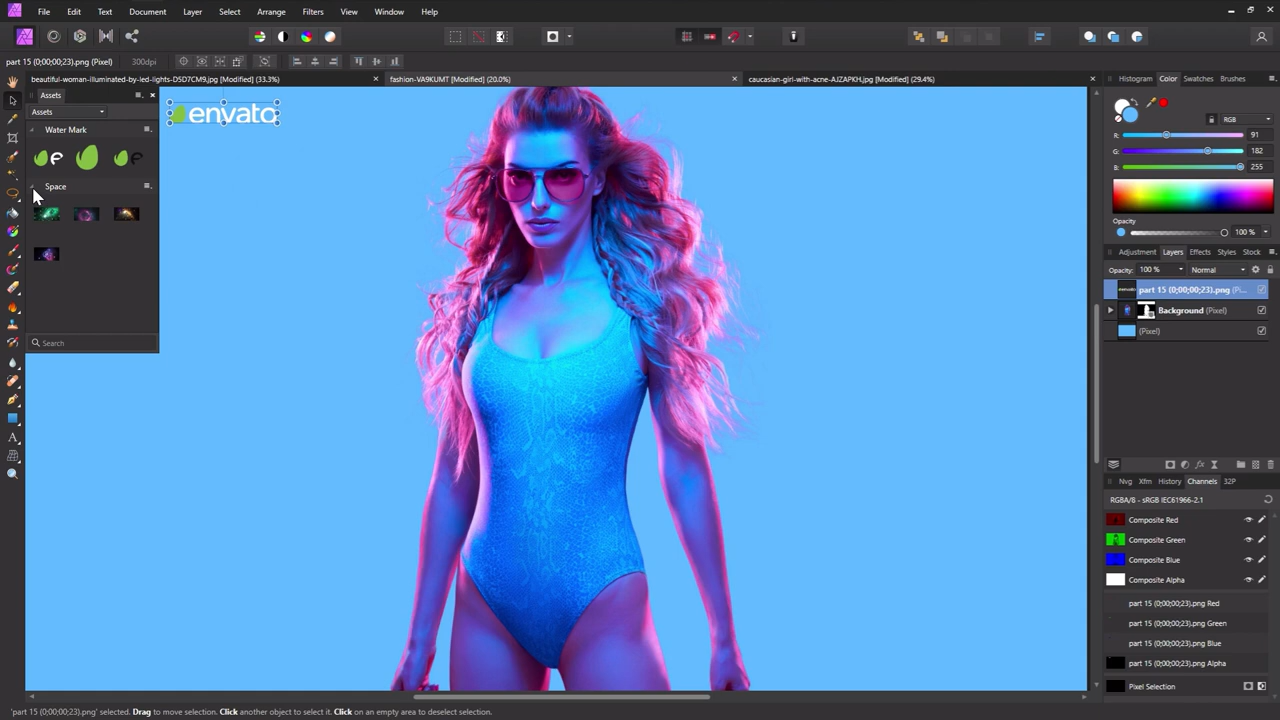 File Edit Text Document Layer Select Arrange Filters View Window Help
part 15 (0;00;00;23).png (Pixel) 300dpi
beautiful-woman-illuminated-by-led-lights-D5D7CM9.jpg [Modified] (33.3%) fashion-VA9KUMT [Modified] (20.0%) caucasian-girl-with-acne-AJZAPKH.jpg [Modified] (29.4%)
Assets
Assets
Water Mark
Space
Search
envato
Histogram Color Swatches Brushes
RGB
R: 91
G: 182
B: 255
Opacity
100 %
Adjustment Layers Effects Styles Stock
Opacity: 100 % Normal
part 15 (0;00;00;23).png (Pi...
Background (Pixel)
(Pixel)
Nvg Xfm History Channels 32P
RGBA/8 - sRGB IEC61966-2.1
Composite Red
Composite Green
Composite Blue
Composite Alpha
part 15 (0;00;00;23).png Red
part 15 (0;00;00;23).png Green
part 15 (0;00;00;23).png Blue
part 15 (0;00;00;23).png Alpha
Pixel Selection
'part 15 (0;00;00;23).png' selected. Drag to move selection. Click another object to select it. Click on an empty area to deselect selection.